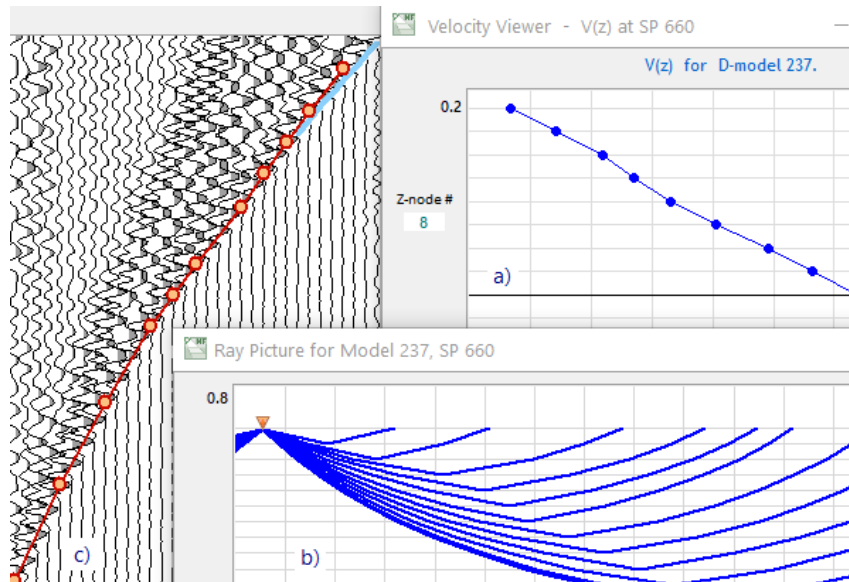 Velocity Viewer - V(z) at SP 660
V(z) for D-model 237.
0.2
Z-node #
8
a)
Ray Picture for Model 237, SP 660
0.8
c)
b)